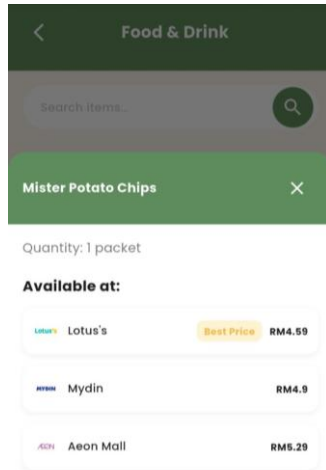 Food & Drink
Search items..
Mister Potato Chips
Quantity: 1 packet
Available at:
Lotus's Lotus's Best Price RM4.59
MYDIN Mydin RM4.9
AEON Aeon Mall RM5.29